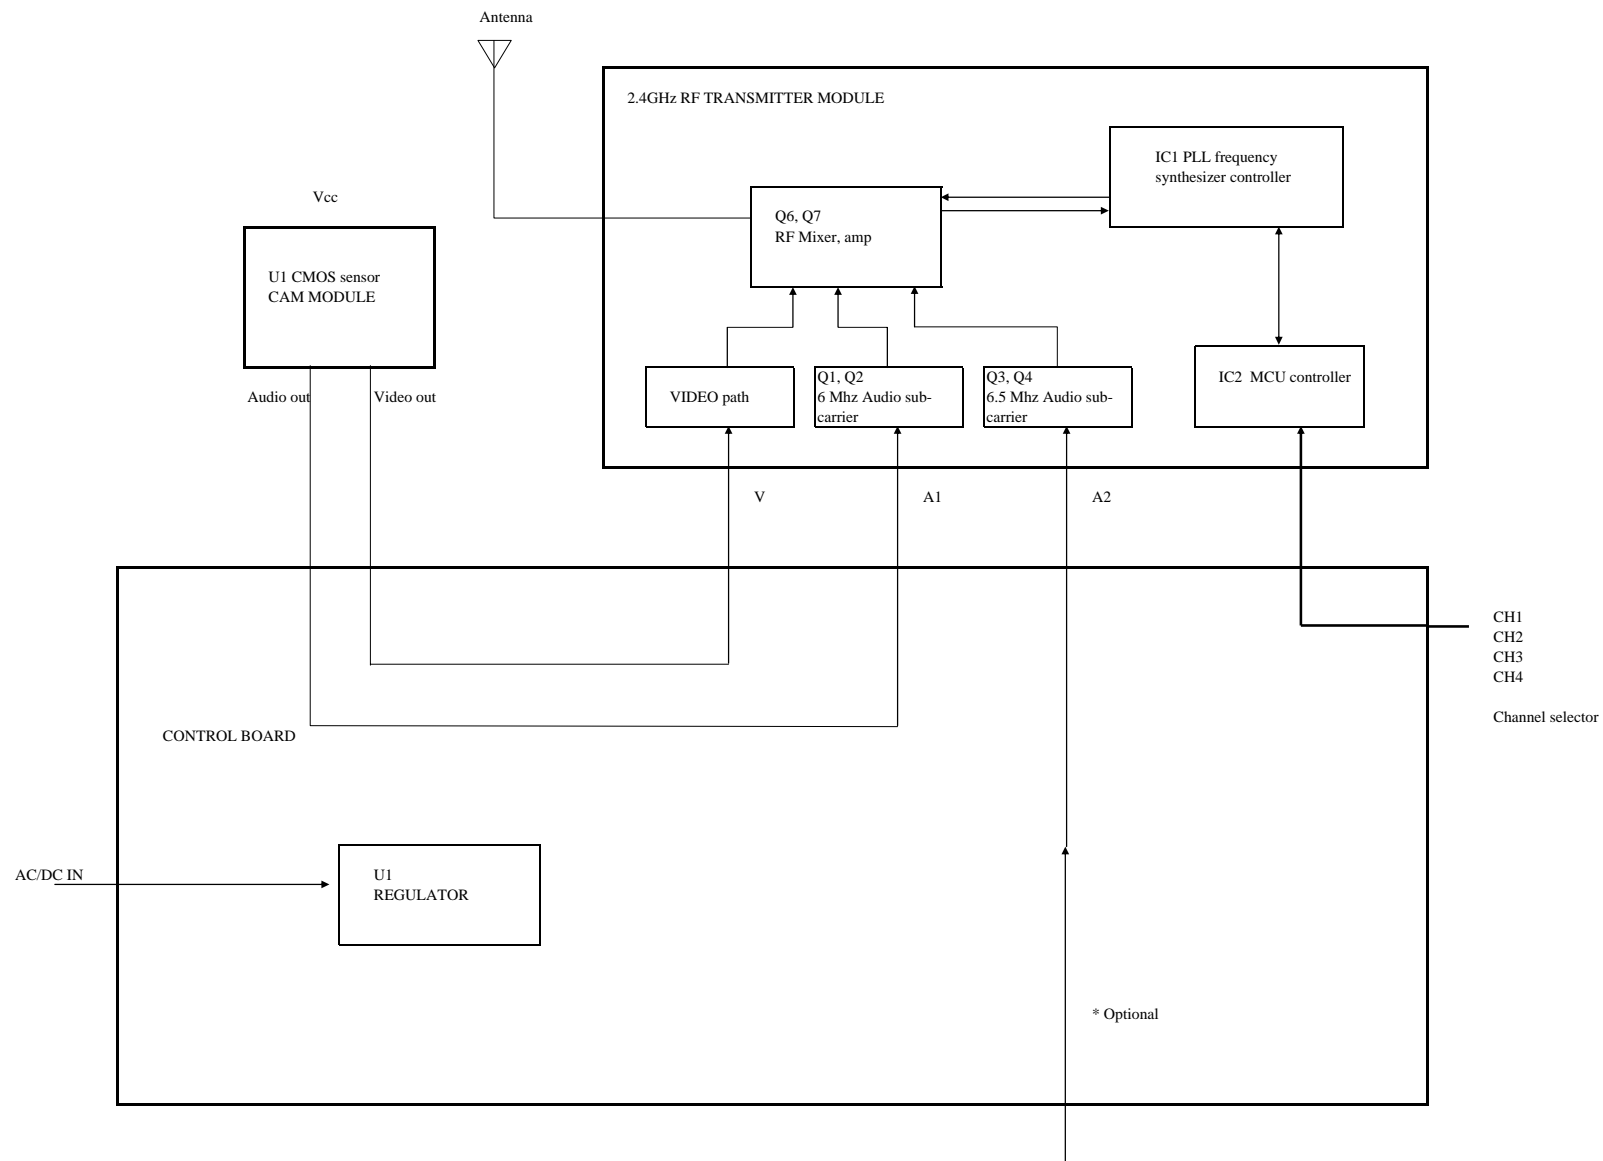 Antenna
2.4GHz RF TRANSMITTER MODULE
IC1 PLL frequency
synthesizer controller
Vcc
Q6, Q7
RF Mixer, amp
U1 CMOS sensor
CAM MODULE
Audio out
Video out
VIDEO path
Q1, Q2
6 Mhz Audio sub-
carrier
Q3, Q4
6.5 Mhz Audio sub-
carrier
IC2  MCU controller
V
A1
A2
CH1
CH2
CH3
CH4
Channel selector
CONTROL BOARD
AC/DC IN
U1
REGULATOR
* Optional